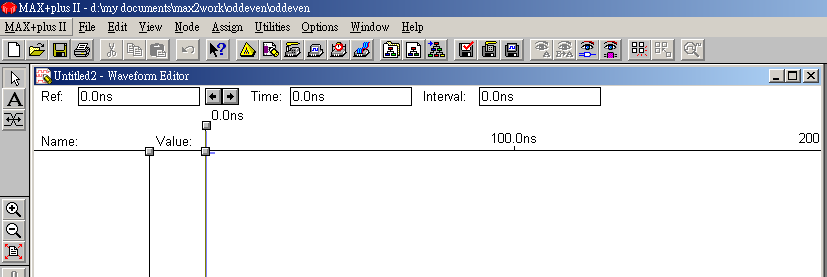 MAX+plus II - d:\my documents\max2work\oddeven\oddeven
MAX+plus II File Edit View Node Assign Utilities Options Window Help
Untitled2 - Waveform Editor
Ref: 0.0ns Time: 0.0ns Interval: 0.0ns
0.0ns
Name: Value: 100.0ns 200